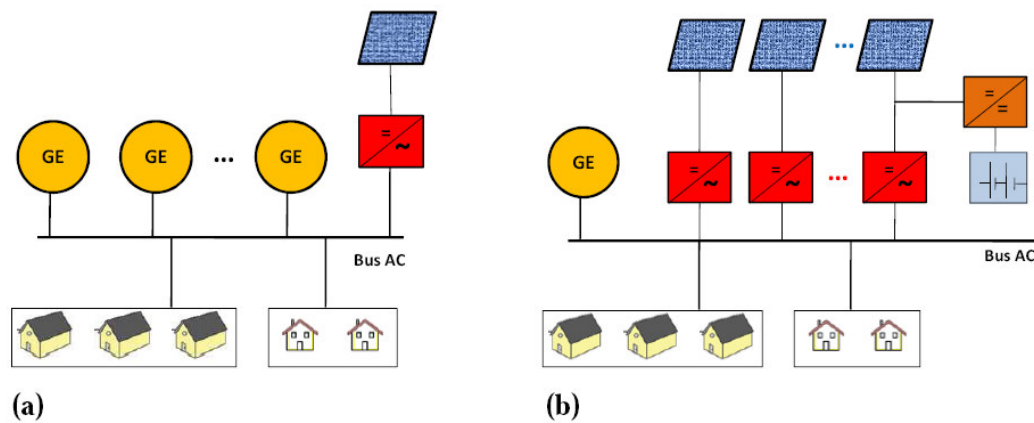 GE
GE
...
GE
= ~
Bus AC
(a)
...
= =
GE
= ~
= ~
...
= ~
Bus AC
(b)